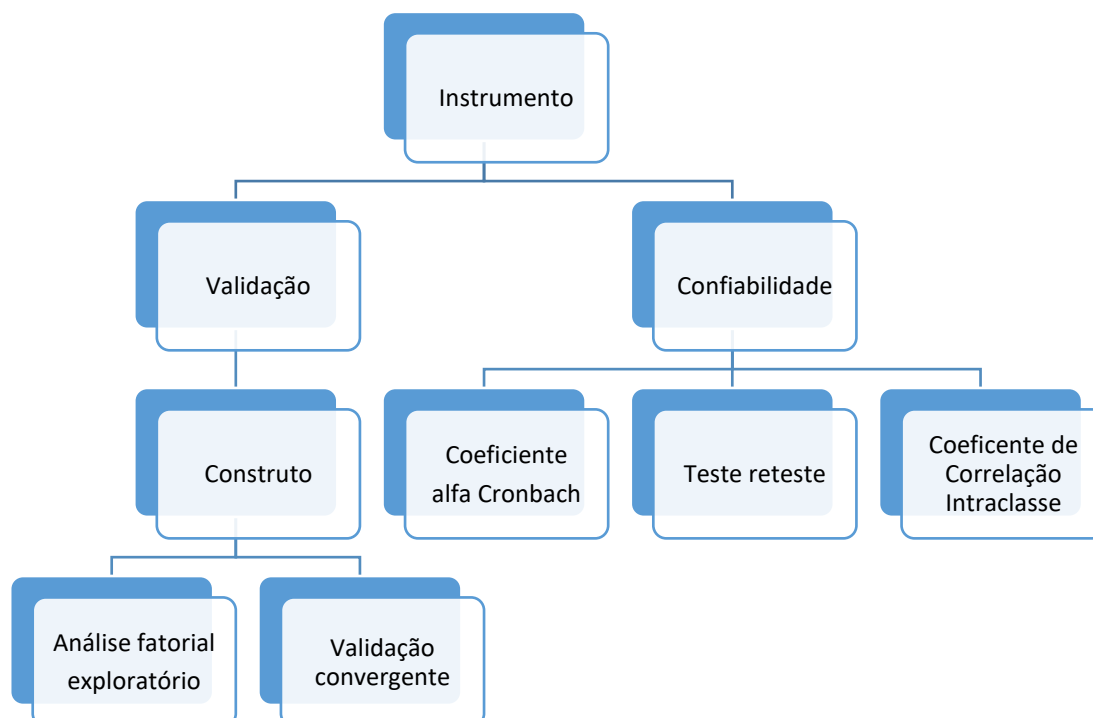 Instrumento
Validação
Confiabilidade
Construto
Coeficiente
alfa Cronbach
Teste reteste
Coeficente de
Correlação
Intraclasse
Análise fatorial
exploratório
Validação
convergente